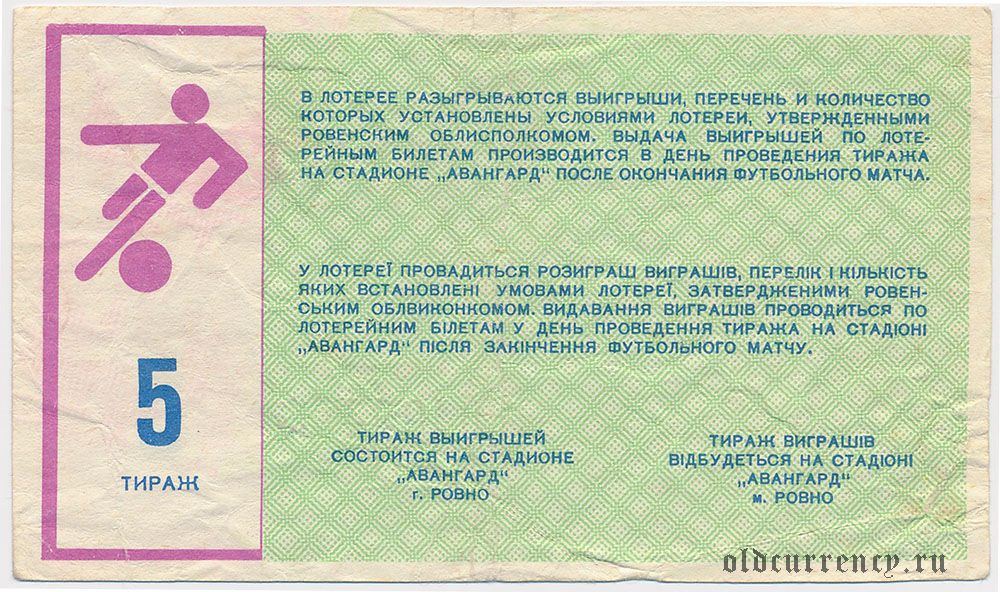 В ЛОТЕРЕЕ РАЗЫГРЫВАЮТСЯ ВЫИГРЫШИ, ПЕРЕЧЕНЬ И КОЛИЧЕСТВО
КОТОРЫХ УСТАНОВЛЕНЫ УСЛОВИЯМИ ЛОТЕРЕИ, УТВЕРЖДЕННЫМИ
РОВЕНСКИМ ОБЛИСПОЛКОМОМ. ВЫДАЧА ВЫИГРЫШЕЙ ПО ЛОТЕ-
РЕЙНЫМ БИЛЕТАМ ПРОИЗВОДИТСЯ В ДЕНЬ ПРОВЕДЕНИЯ ТИРАЖА
НА СТАДИОНЕ „АВАНГАРД“ ПОСЛЕ ОКОНЧАНИЯ ФУТБОЛЬНОГО МАТЧА.
У ЛОТЕРЕЇ ПРОВАДИТЬСЯ РОЗИГРАШ ВИГРАШІВ, ПЕРЕЛІК І КІЛЬКІСТЬ
ЯКИХ ВСТАНОВЛЕНІ УМОВАМИ ЛОТЕРЕЇ, ЗАТВЕРДЖЕНИМИ РОВЕН-
СЬКИМ ОБЛВИКОНКОМОМ. ВИДАВАННЯ ВИГРАШІВ ПРОВОДИТЬСЯ ПО
ЛОТЕРЕЙНИМ БІЛЕТАМ У ДЕНЬ ПРОВЕДЕННЯ ТИРАЖА НА СТАДІОНІ
„АВАНГАРД“ ПІСЛЯ ЗАКІНЧЕННЯ ФУТБОЛЬНОГО МАТЧУ.
5
ТИРАЖ
ТИРАЖ ВЫИГРЫШЕЙ
СОСТОИТСЯ НА СТАДИОНЕ
„АВАНГАРД“
г. РОВНО
ТИРАЖ ВИГРАШІВ
ВІДБУДЕТЬСЯ НА СТАДІОНІ
„АВАНГАРД“
м. РОВНО
oldcurrency.ru